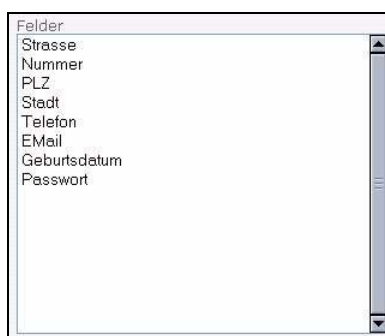 Felder
Strasse
Nummer
PLZ
Stadt
Telefon
EMail
Geburtsdatum
Passwort